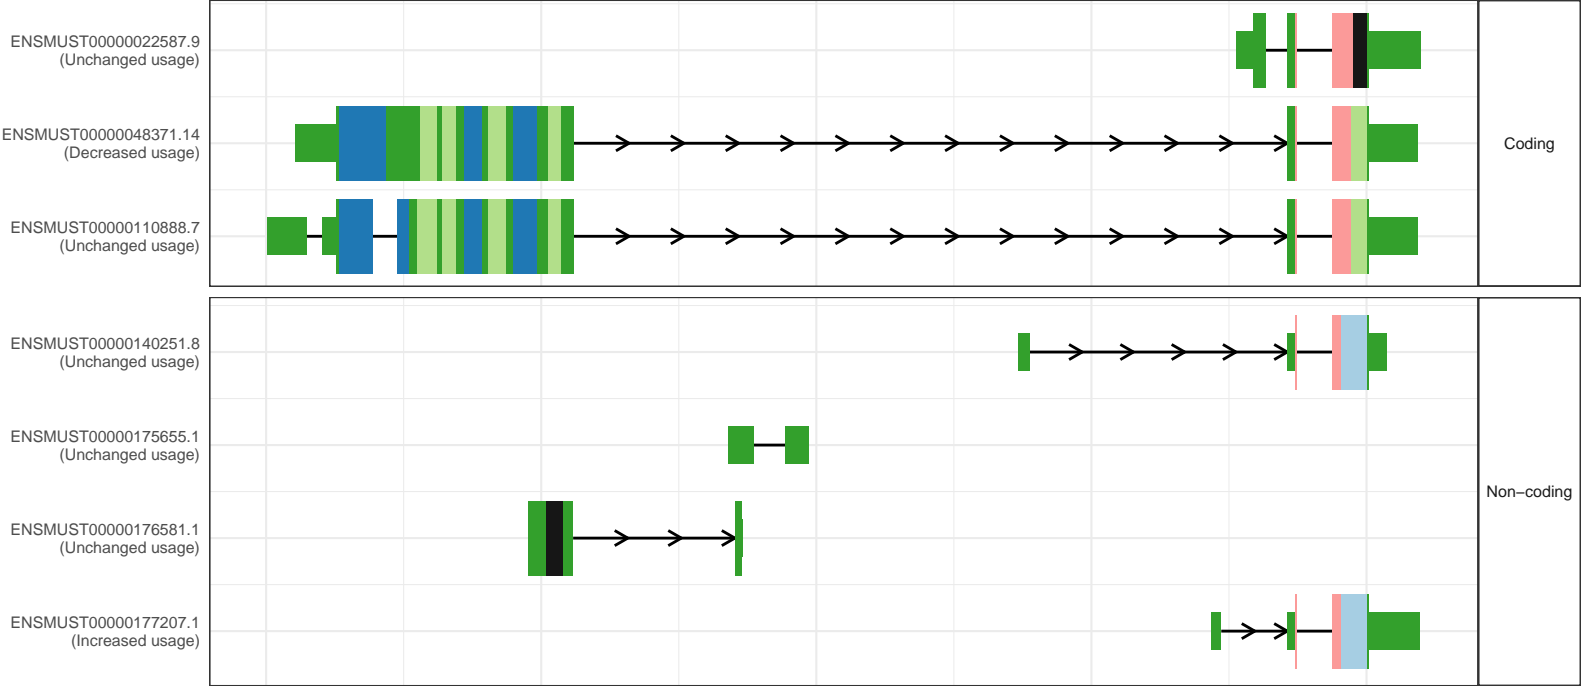 ENSMUST00000022587.9
(Unchanged usage)
ENSMUST00000048371.14
(Decreased usage)
ENSMUST00000110888.7
(Unchanged usage)
Coding
ENSMUST00000140251.8
(Unchanged usage)
ENSMUST00000175655.1
(Unchanged usage)
ENSMUST00000176581.1
(Unchanged usage)
ENSMUST00000177207.1
(Increased usage)
Non−coding